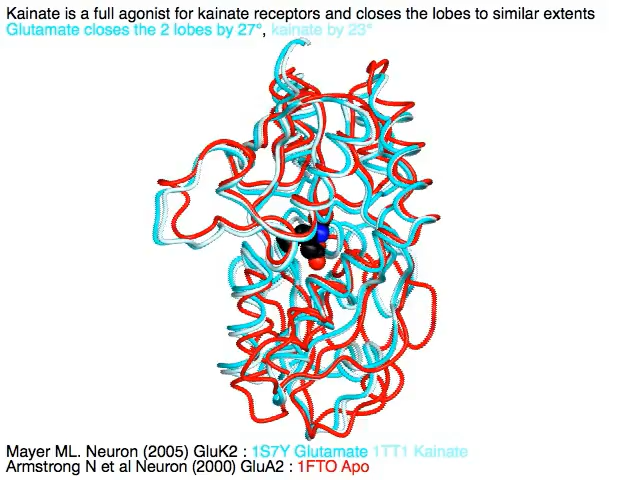 Kainate is a full agonist for kainate receptors and closes the lobes to similar extents
Glutamate closes the 2 lobes by 27°, kainate by 23°
Mayer ML. Neuron (2005) GluK2 : 1S7Y Glutamate 1TT1 Kainate
Armstrong N et al Neuron (2000) GluA2 : 1FTO Apo